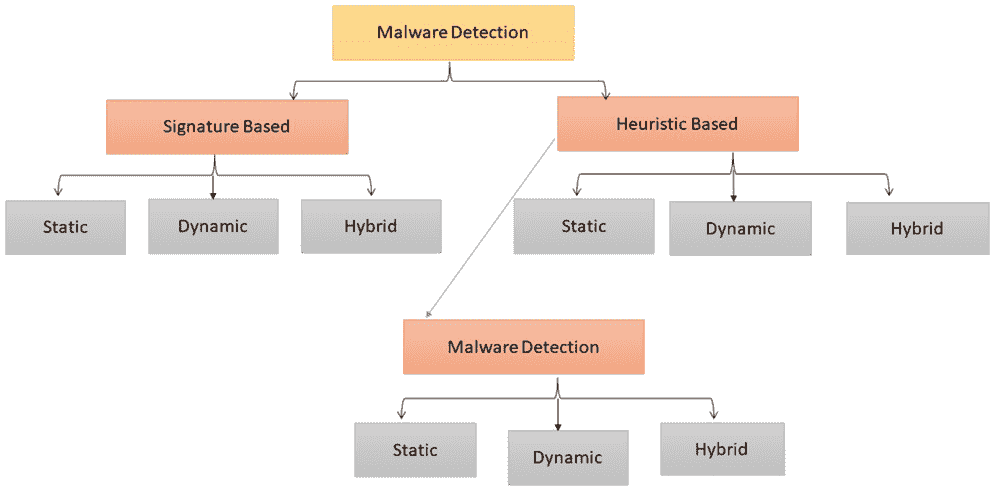 Malware Detection
Signature Based
Heuristic Based
Static
Dynamic
Hybrid
Static
Dynamic
Hybrid
Malware Detection
Static
Dynamic
Hybrid